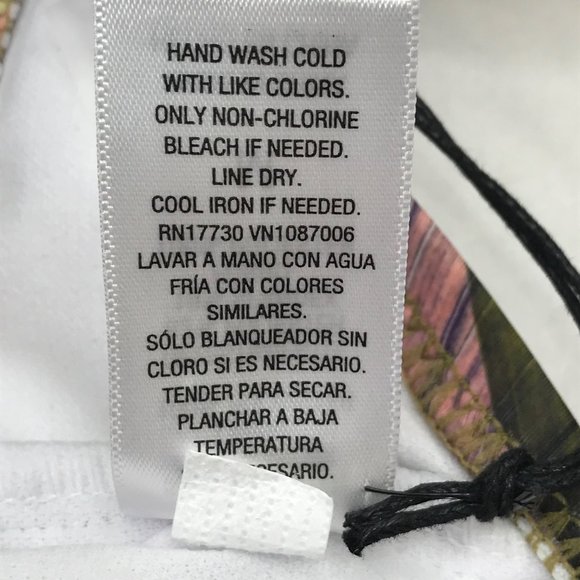 HAND WASH COLD
WITH LIKE COLORS.
ONLY NON-CHLORINE
BLEACH IF NEEDED.
LINE DRY.
COOL IRON IF NEEDED.
RN17730 VN1087006
LAVAR A MANO CON AGUA
FRÍA CON COLORES
SIMILARES.
SÓLO BLANQUEADOR SIN
CLORO SI ES NECESARIO.
TENDER PARA SECAR.
PLANCHAR A BAJA
TEMPERATURA